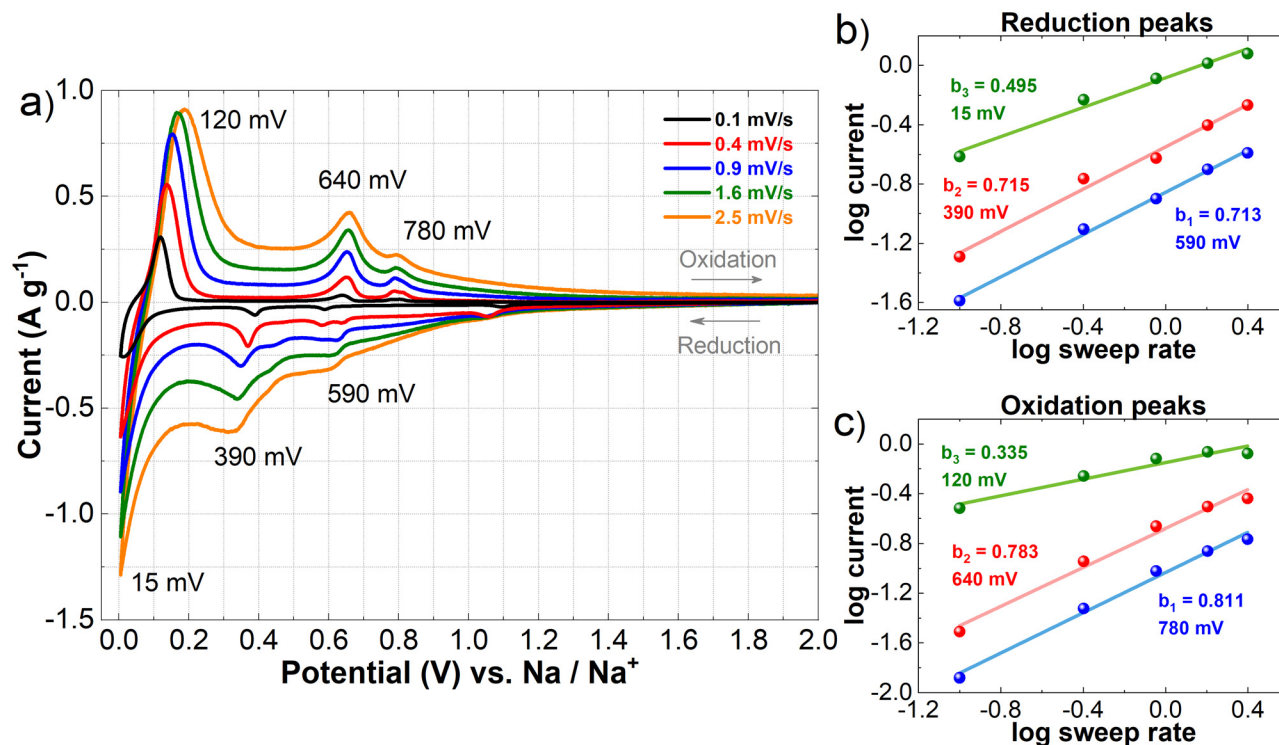 a)
Current (A g⁻¹)
1.0
0.5
0.0
-0.5
-1.0
-1.5
120 mV
640 mV
780 mV
0.1 mV/s
0.4 mV/s
0.9 mV/s
1.6 mV/s
2.5 mV/s
Oxidation
Reduction
590 mV
390 mV
15 mV
0.0 0.2 0.4 0.6 0.8 1.0 1.2 1.4 1.6 1.8 2.0
Potential (V) vs. Na / Na⁺
b)
Reduction peaks
log current
0.0
-0.4
-0.8
-1.2
-1.6
b₃ = 0.495
15 mV
b₂ = 0.715
390 mV
b₁ = 0.713
590 mV
-1.2 -0.8 -0.4 0.0 0.4
log sweep rate
c)
Oxidation peaks
log current
0.0
-0.4
-0.8
-1.2
-1.6
-2.0
b₃ = 0.335
120 mV
b₂ = 0.783
640 mV
b₁ = 0.811
780 mV
-1.2 -0.8 -0.4 0.0 0.4
log sweep rate